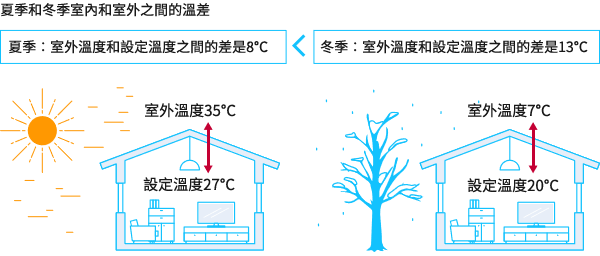 夏季和冬季室內和室外之間的溫差
夏季：室外溫度和設定溫度之間的差是8°C
<
冬季：室外溫度和設定溫度之間的差是13°C
室外溫度35°C
設定溫度27°C
室外溫度7°C
設定溫度20°C